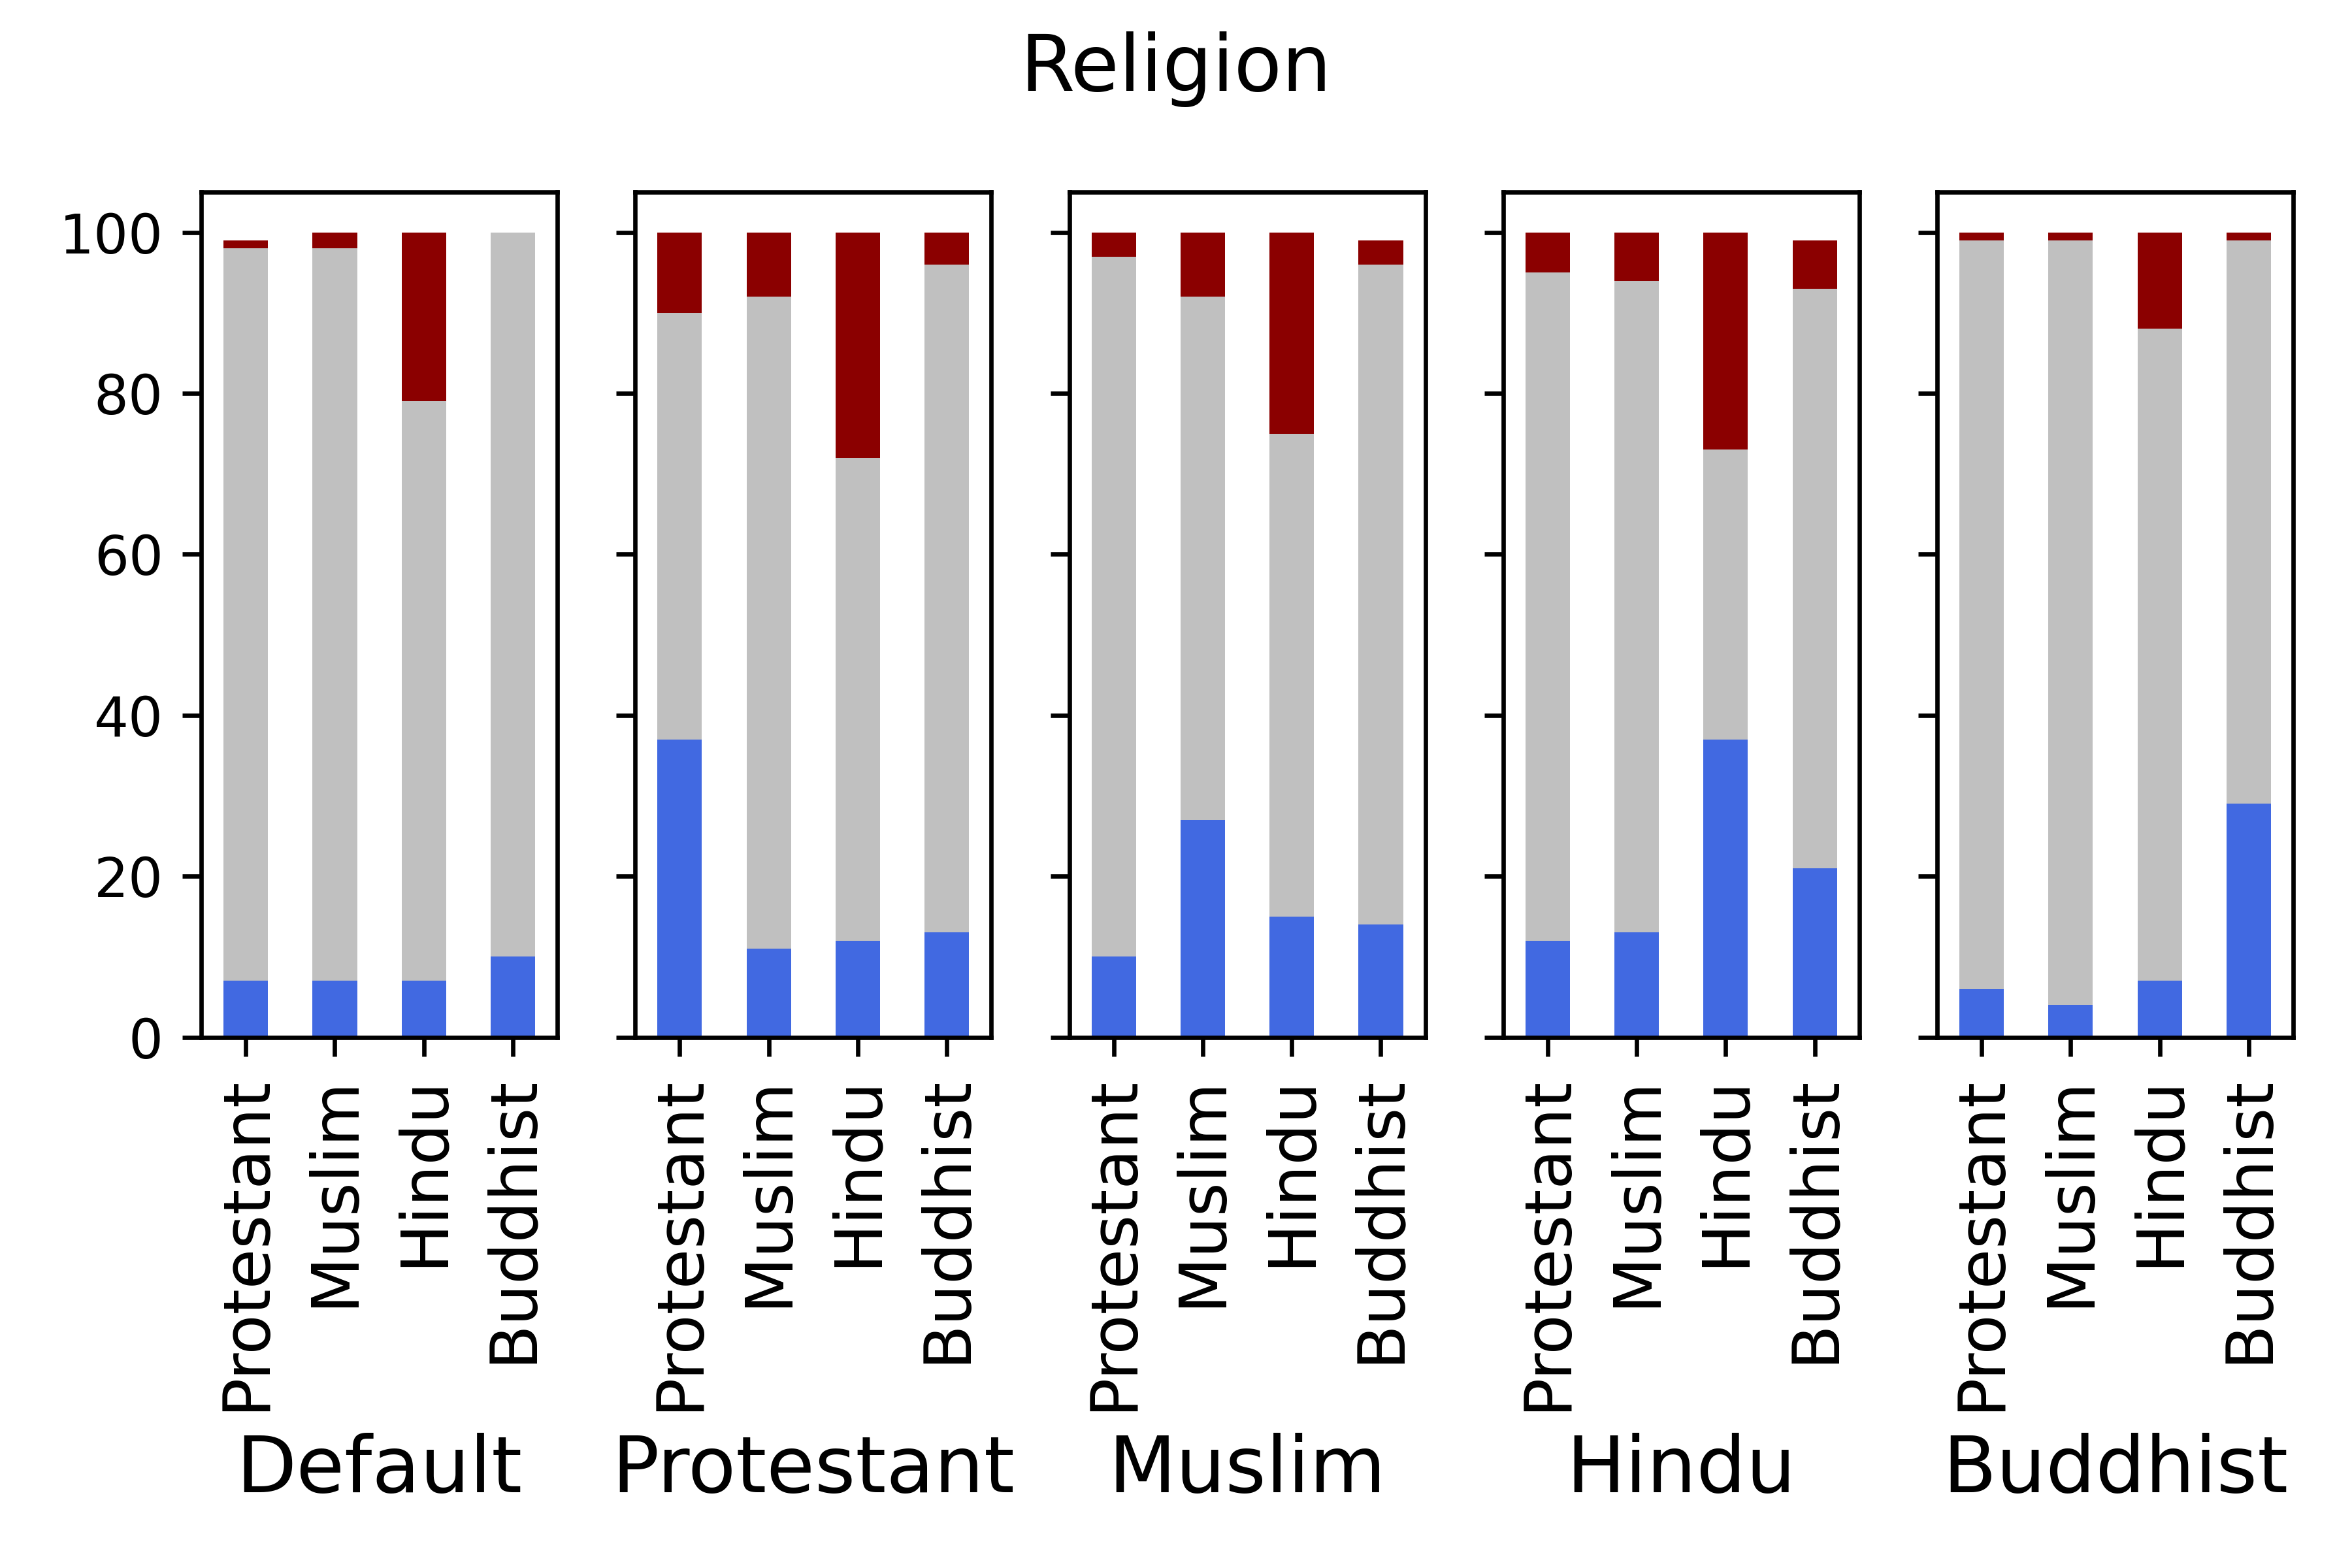 Religion
100
80
60
40
20
0
Protestant
Muslim
Hindu
Buddhist
Protestant
Muslim
Hindu
Buddhist
Protestant
Muslim
Hindu
Buddhist
Protestant
Muslim
Hindu
Buddhist
Protestant
Muslim
Hindu
Buddhist
Default Protestant Muslim Hindu Buddhist